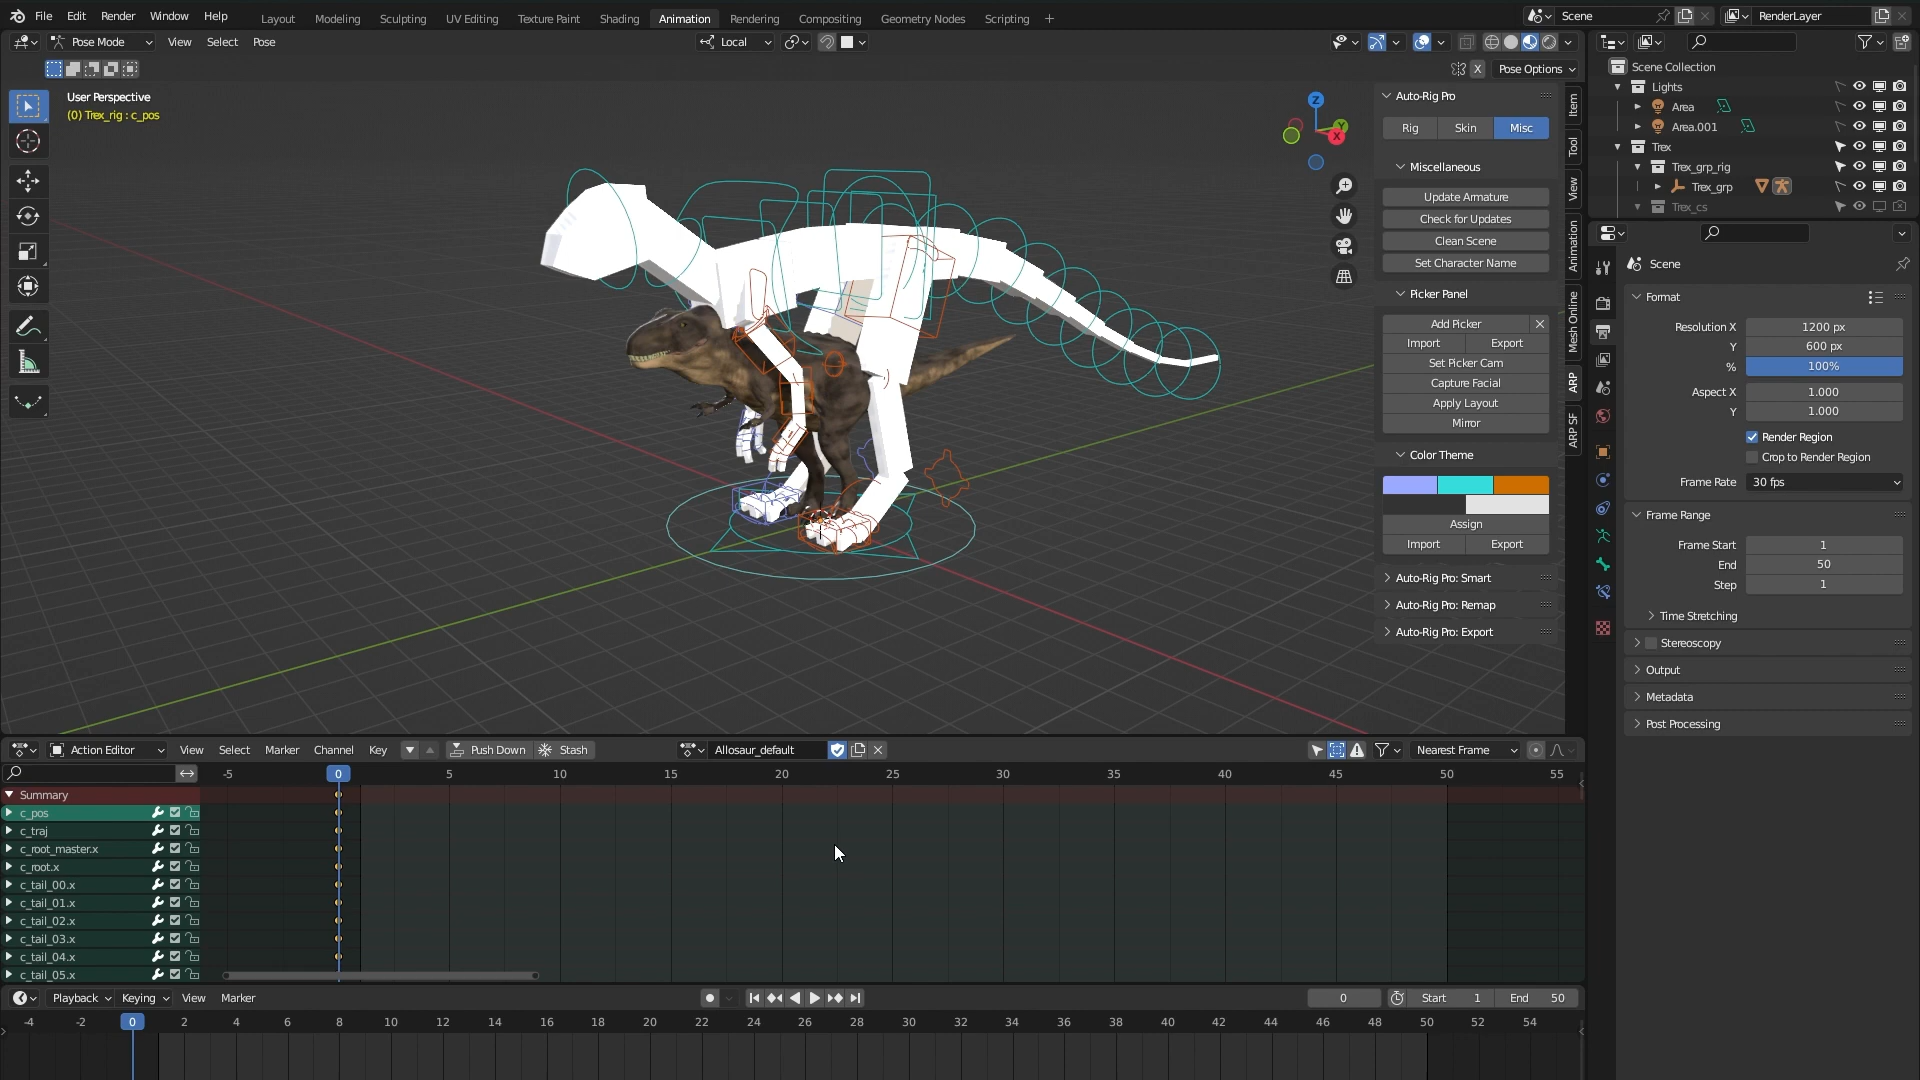 File Edit Render Window Help Layout Modeling Sculpting UV Editing Texture Paint Shading Animation Rendering Compositing Geometry Nodes Scripting + Scene RenderLayer
Pose Mode View Select Pose Local
X Pose Options
User Perspective
(0) Trex_rig : c_pos
Z
Y
X
Auto-Rig Pro
Rig Skin Misc
Miscellaneous
Update Armature
Check for Updates
Clean Scene
Set Character Name
Picker Panel
Add Picker
Import Export
Set Picker Cam
Capture Facial
Apply Layout
Mirror
Color Theme
Assign
Import Export
Auto-Rig Pro: Smart
Auto-Rig Pro: Remap
Auto-Rig Pro: Export
Item
Tool
View
Animation
Mesh Online
ARP
ARP SF
Scene Collection
Lights
Area
Area.001
Trex
Trex_grp_rig
Trex_grp
Trex_cs
Scene
Format
Resolution X 1200 px
Y 600 px
% 100%
Aspect X 1.000
Y 1.000
Render Region
Crop to Render Region
Frame Rate 30 fps
Frame Range
Frame Start 1
End 50
Step 1
Time Stretching
Stereoscopy
Output
Metadata
Post Processing
Action Editor View Select Marker Channel Key Push Down Stash Allosaur_default Nearest Frame
-5 0 5 10 15 20 25 30 35 40 45 50 55
Summary
c_pos
c_traj
c_root_master.x
c_root.x
c_tail_00.x
c_tail_01.x
c_tail_02.x
c_tail_03.x
c_tail_04.x
c_tail_05.x
Playback Keying View Marker 0 Start 1 End 50
-4 -2 0 2 4 6 8 10 12 14 16 18 20 22 24 26 28 30 32 34 36 38 40 42 44 46 48 50 52 54